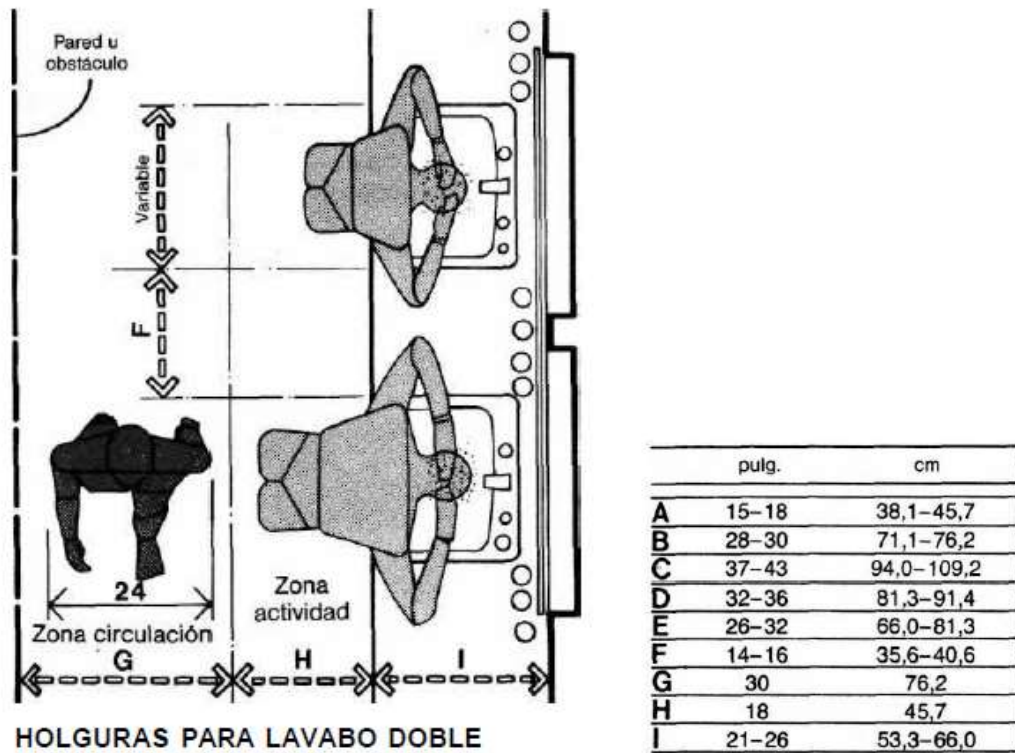 Pared u
obstáculo
Variable
F
24
Zona circulación
Zona
actividad
G
H
I
HOLGURAS PARA LAVABO DOBLE
pulg. cm
A 15–18 38,1–45,7
B 28–30 71,1–76,2
C 37–43 94,0–109,2
D 32–36 81,3–91,4
E 26–32 66,0–81,3
F 14–16 35,6–40,6
G 30 76,2
H 18 45,7
I 21–26 53,3–66,0